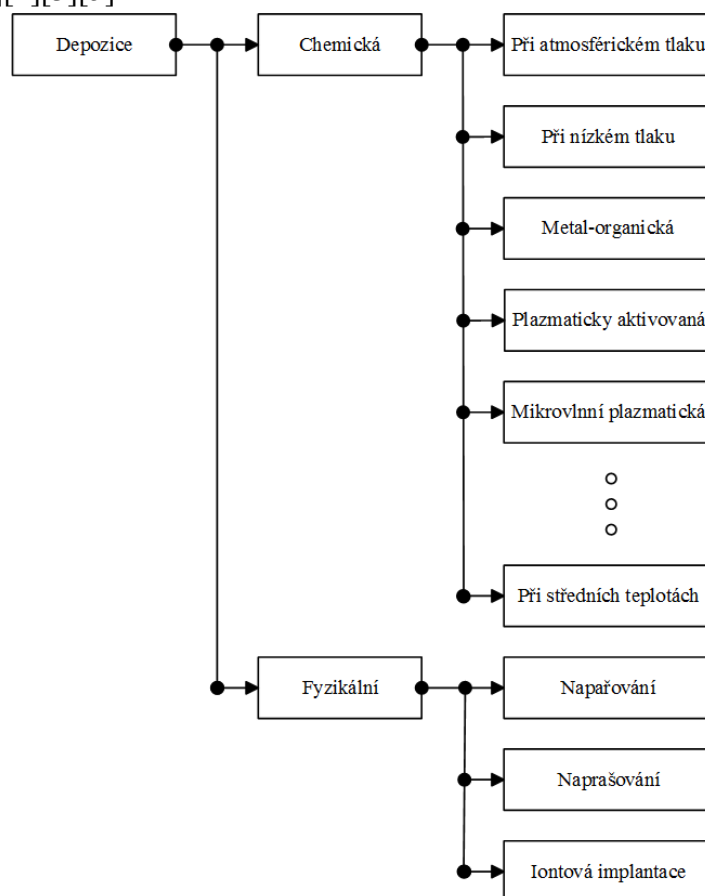 Depozice
Chemická
Při atmosférickém tlaku
Při nízkém tlaku
Metal-organická
Plazmaticky aktivovaná
Mikrovlnní plazmatická
Při středních teplotách
Fyzikální
Napařování
Naprašování
Iontová implantace